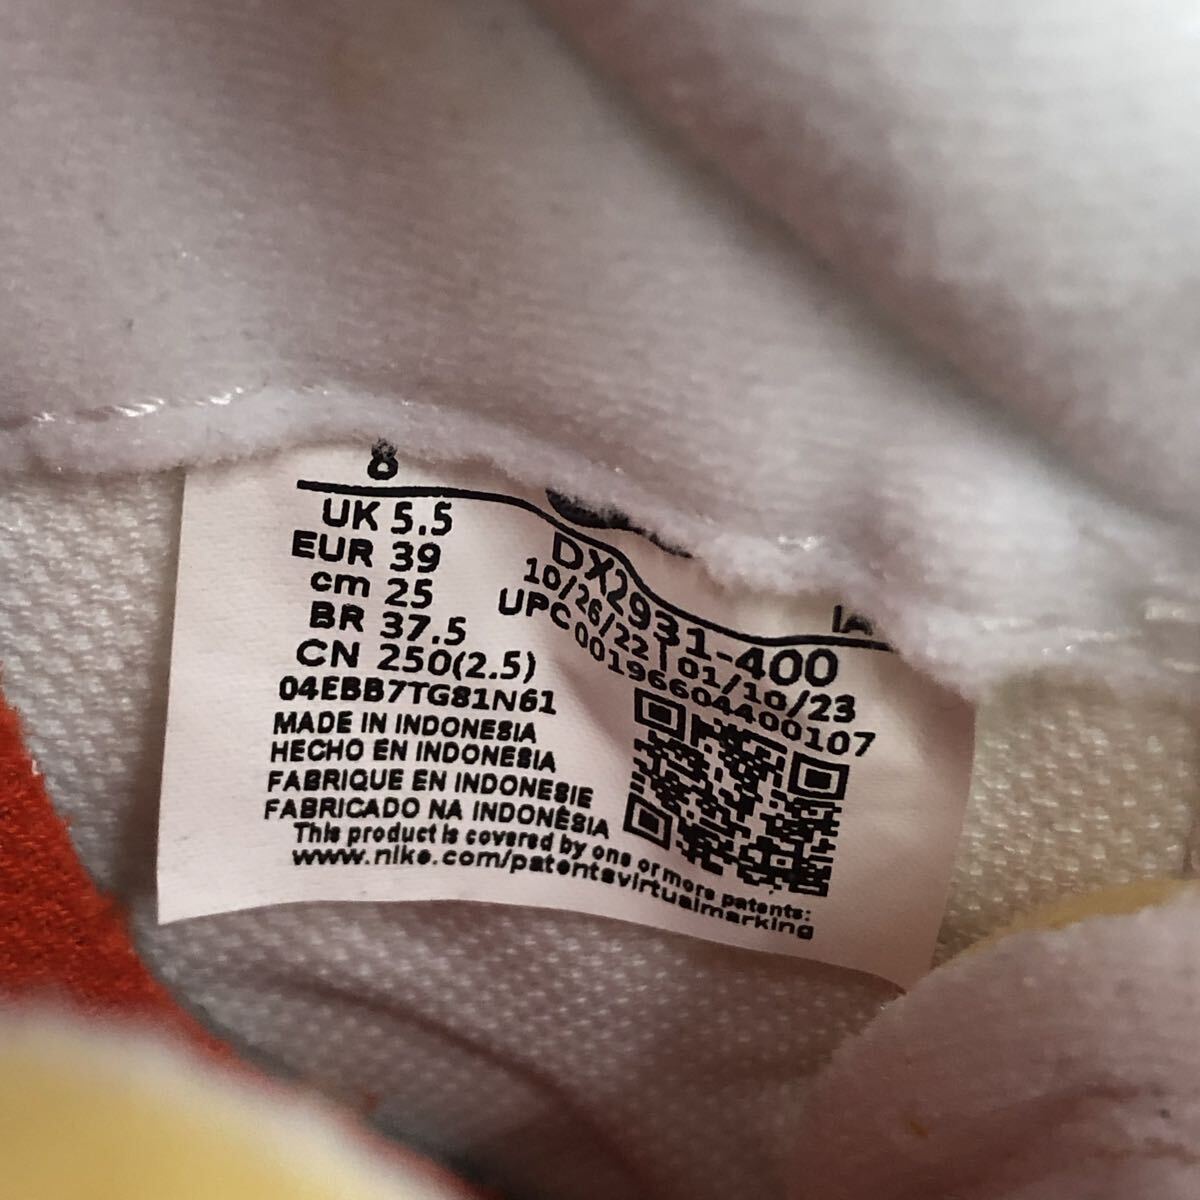 8
UK 5.5
EUR 39
cm 25
BR 37.5
CN 250(2.5)
04EBB7TG81N61
DX2931-400
10/26/22 | 01/10/23
UPC 00196604400107
MADE IN INDONESIA
HECHO EN INDONESIA
FABRIQUE EN INDONESIE
FABRICADO NA INDONÉSIA
This product is covered by one or more patents:
www.nike.com/patentsvirtualmarking